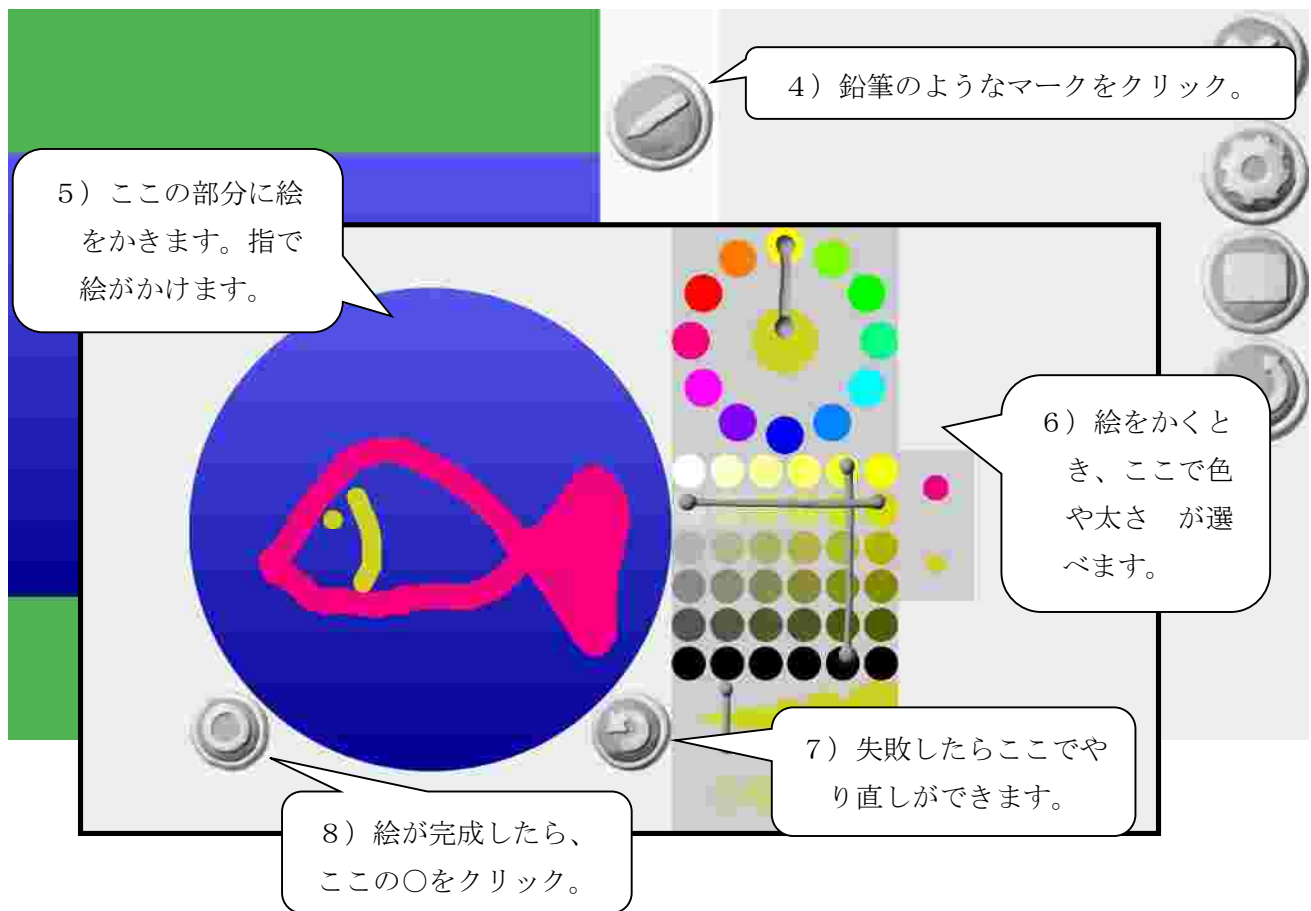 ４）鉛筆のようなマークをクリック。
５）ここの部分に絵
をかきます。指で
絵がかけます。
６）絵をかくと
き、ここで色
や太さ　が選
べます。
７）失敗したらここでや
り直しができます。
８）絵が完成したら、
ここの○をクリック。